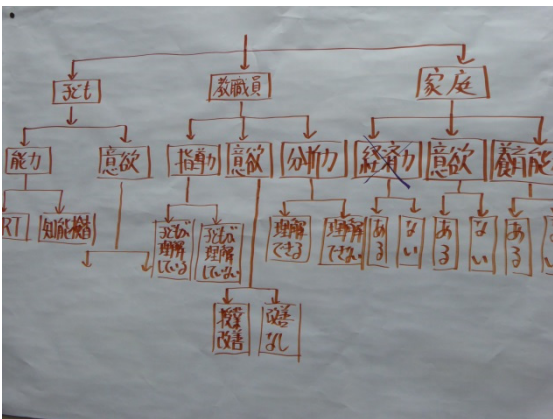 子ども
教職員
家庭
能力
意欲
指導力
意欲
分析力
経済力
意欲
養育能
RT
知能検査
子どもが
理解
している
子どもが
理解
していない
理解
できる
理解
できない
ある
ない
ある
ない
ある
授業
改善
改善
なし